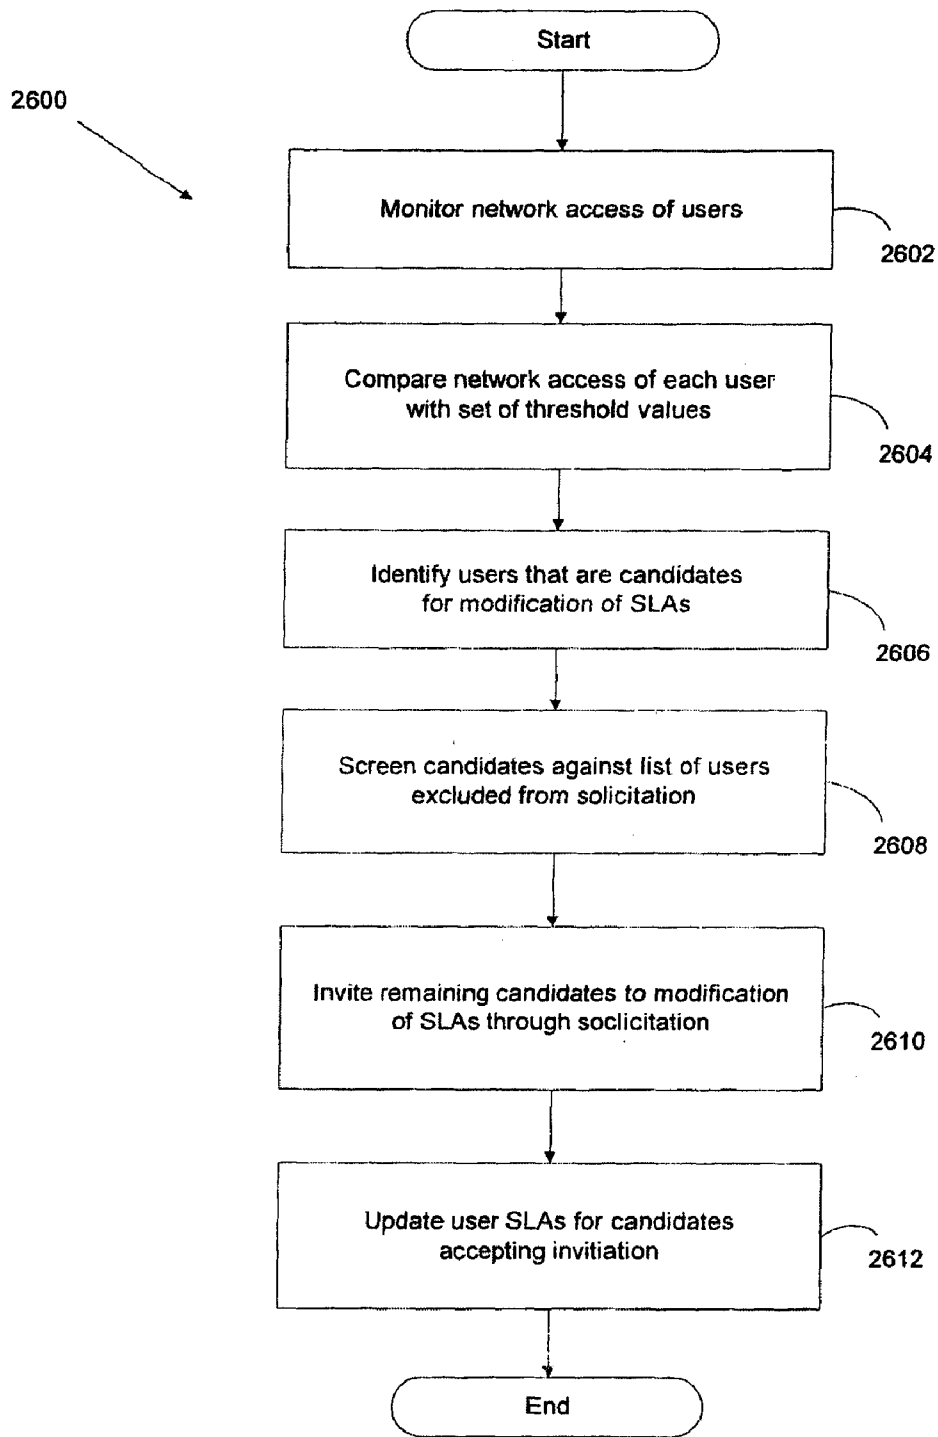 Start
2600
Monitor network access of users
2602
Compare network access of each user
with set of threshold values
2604
Identify users that are candidates
for modification of SLAs
2606
Screen candidates against list of users
excluded from solicitation
2608
Invite remaining candidates to modification
of SLAs through soclicitation
2610
Update user SLAs for candidates
accepting invitiation
2612
End